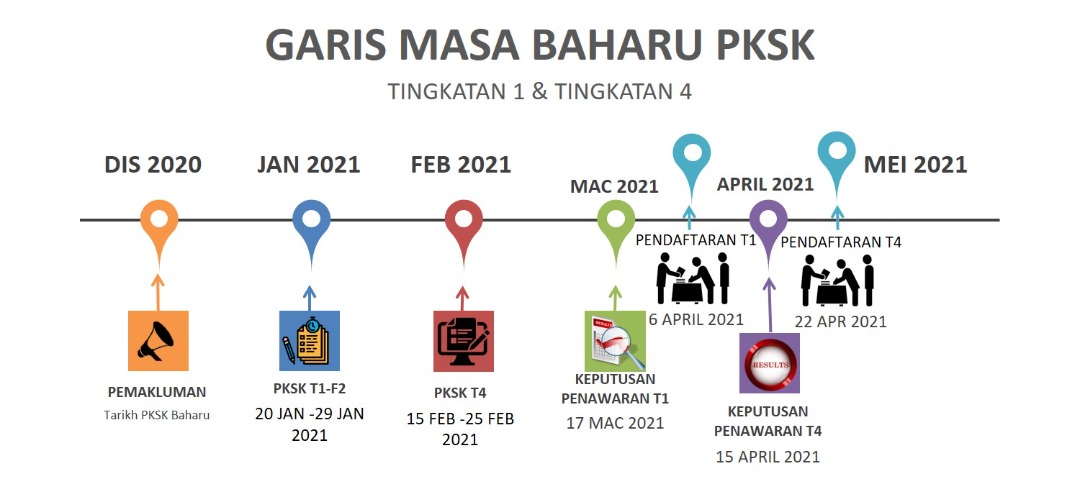 GARIS MASA BAHARU PKSK
TINGKATAN 1 & TINGKATAN 4
DIS 2020
JAN 2021
FEB 2021
MAC 2021
APRIL 2021
MEI 2021
PEMAKLUMAN
Tarikh PKSK Baharu
PKSK T1-F2
20 JAN -29 JAN
2021
PKSK T4
15 FEB -25 FEB
2021
RESULTS
KEPUTUSAN
PENAWARAN T1
17 MAC 2021
PENDAFTARAN T1
6 APRIL 2021
RESULTS
KEPUTUSAN
PENAWARAN T4
15 APRIL 2021
PENDAFTARAN T4
22 APR 2021